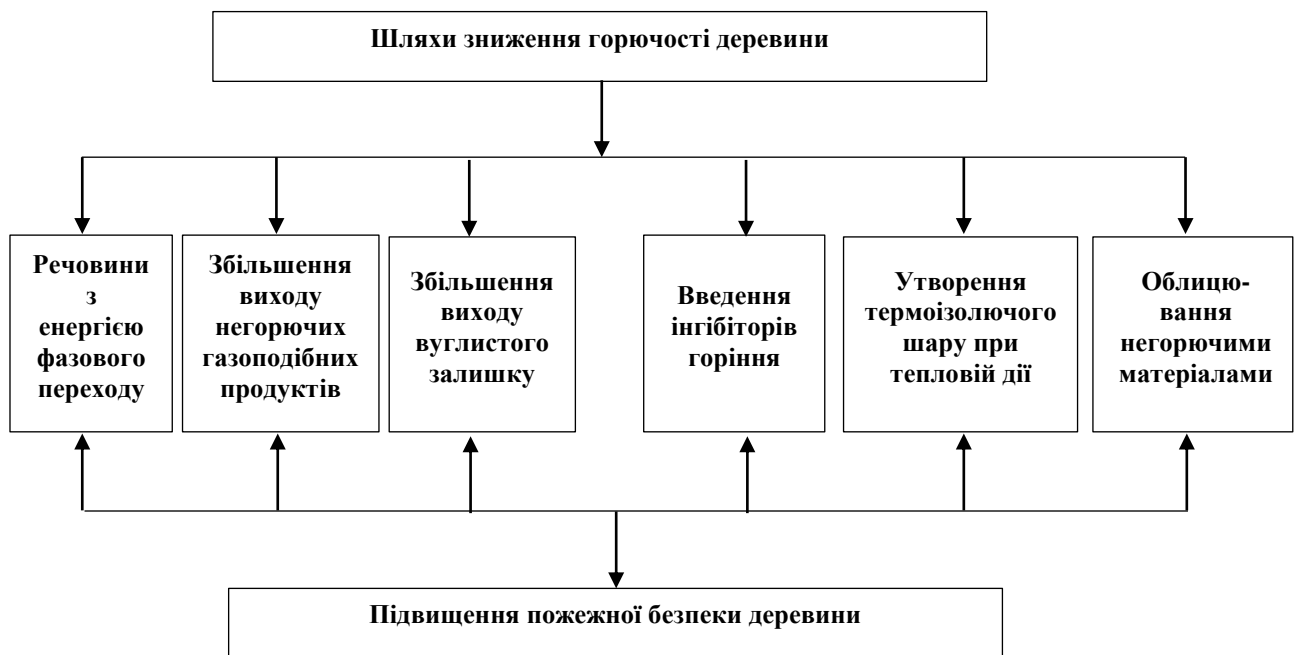 Шляхи зниження горючості деревини
Речовини
з
енергією
фазового
переходу
Збільшення
виходу
негорючих
газоподібних
продуктів
Збільшення
виходу
вуглистого
залишку
Введення
інгібіторів
горіння
Утворення
термоізолючого
шару при
тепловій дії
Облицю-
вання
негорючими
матеріалами
Підвищення пожежної безпеки деревини